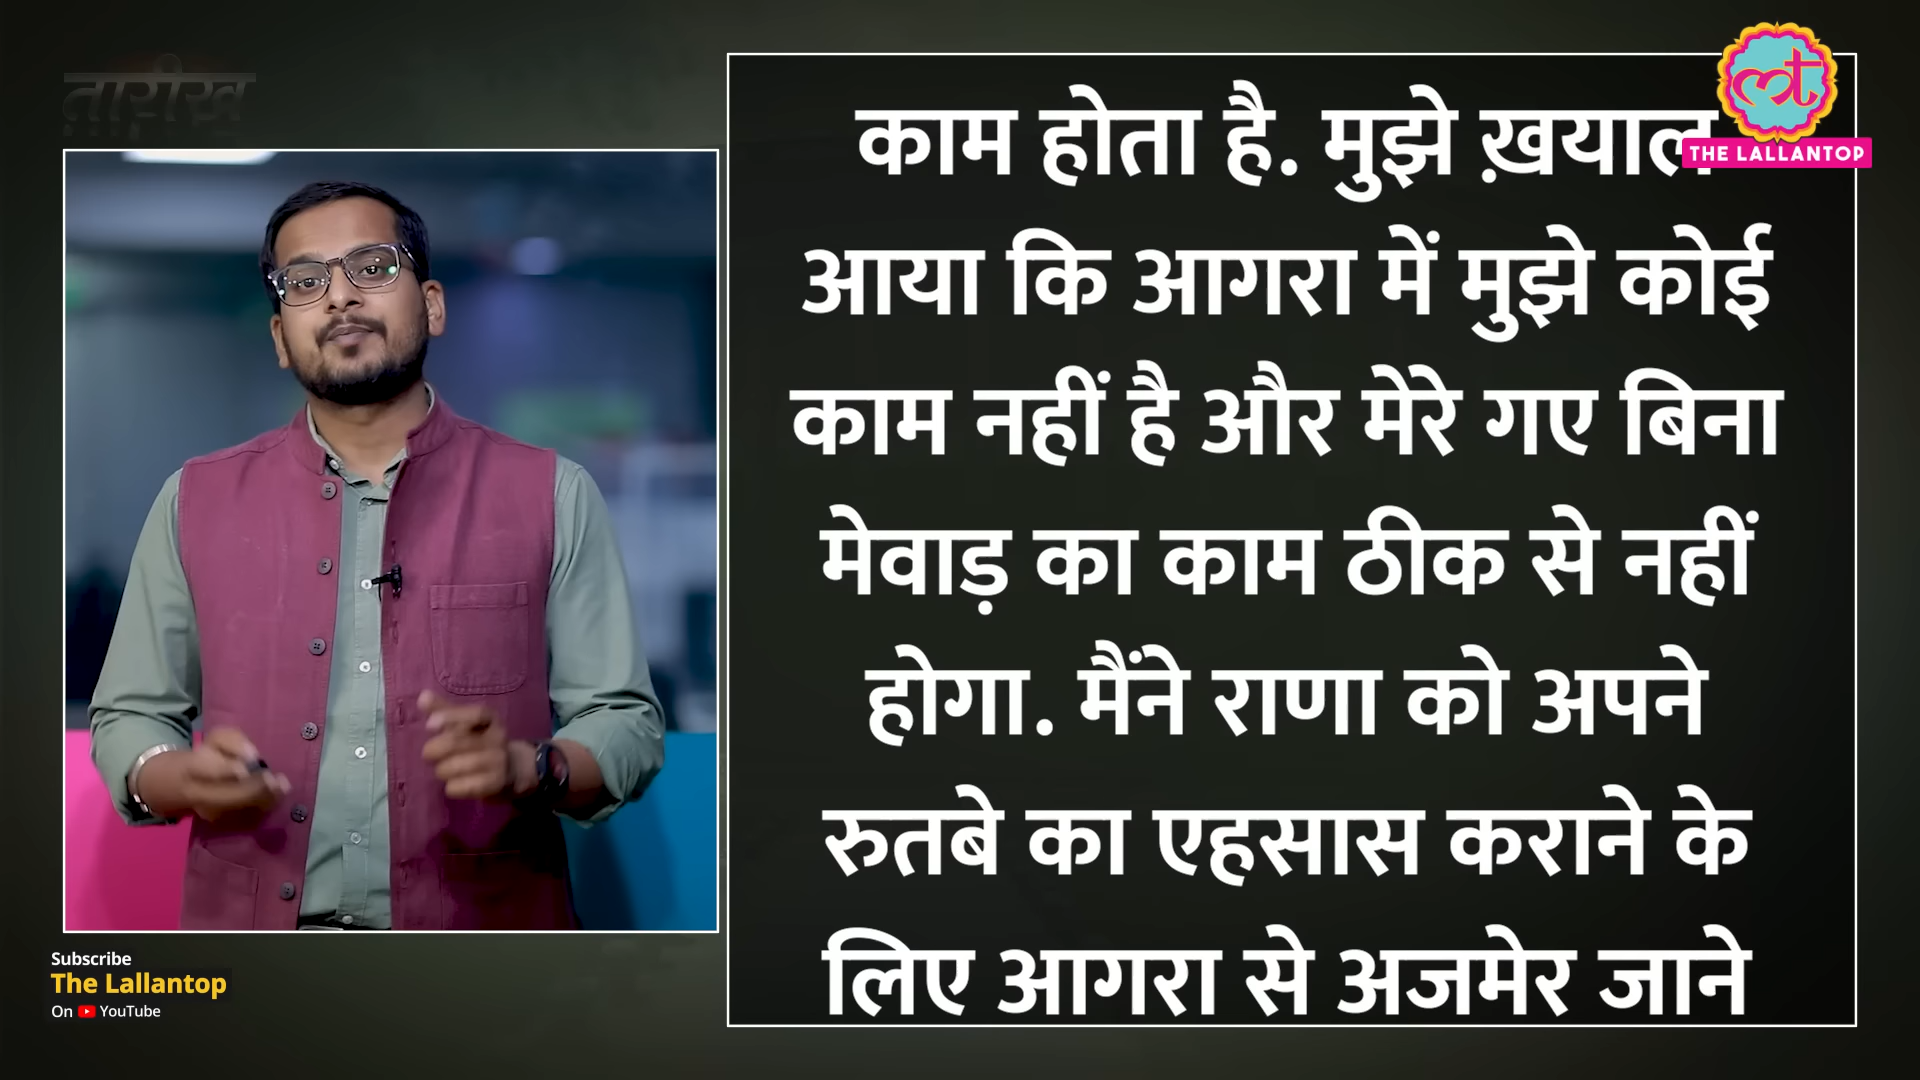 तारीख
काम होता है. मुझे ख़याल
आया कि आगरा में मुझे कोई
काम नहीं है और मेरे गए बिना
मेवाड़ का काम ठीक से नहीं
होगा. मैंने राणा को अपने
रुतबे का एहसास कराने के
लिए आगरा से अजमेर जाने
lt
THE LALLANTOP
Subscribe
The Lallantop
On YouTube